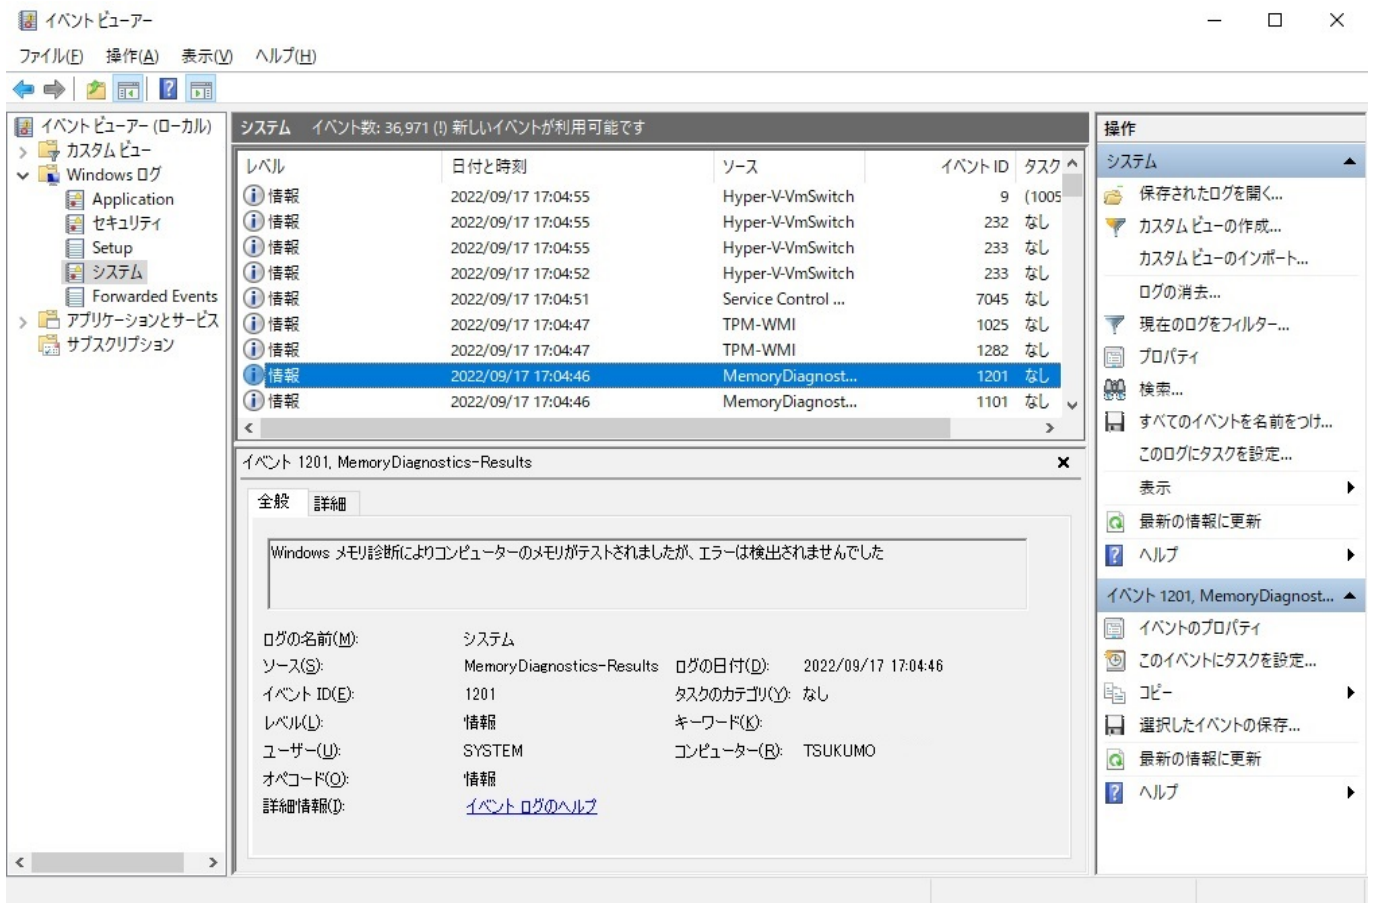 イベント ビューアー
ファイル(F) 操作(A) 表示(V) ヘルプ(H)
イベント ビューアー (ローカル)
カスタム ビュー
Windows ログ
Application
セキュリティ
Setup
システム
Forwarded Events
アプリケーションとサービス
サブスクリプション
システム イベント数: 36,971 (!) 新しいイベントが利用可能です
レベル 日付と時刻 ソース イベント ID タスク
情報 2022/09/17 17:04:55 Hyper-V-VmSwitch 9 (1005
情報 2022/09/17 17:04:55 Hyper-V-VmSwitch 232 なし
情報 2022/09/17 17:04:55 Hyper-V-VmSwitch 233 なし
情報 2022/09/17 17:04:52 Hyper-V-VmSwitch 233 なし
情報 2022/09/17 17:04:51 Service Control ... 7045 なし
情報 2022/09/17 17:04:47 TPM-WMI 1025 なし
情報 2022/09/17 17:04:47 TPM-WMI 1282 なし
情報 2022/09/17 17:04:46 MemoryDiagnost... 1201 なし
情報 2022/09/17 17:04:46 MemoryDiagnost... 1101 なし
イベント 1201, MemoryDiagnostics-Results
全般 詳細
Windows メモリ診断によりコンピューターのメモリがテストされましたが、エラーは検出されませんでした
ログの名前(M): システム
ソース(S): MemoryDiagnostics-Results ログの日付(D): 2022/09/17 17:04:46
イベント ID(E): 1201 タスクのカテゴリ(Y): なし
レベル(L): 情報 キーワード(K):
ユーザー(U): SYSTEM コンピューター(R): TSUKUMO
オペコード(O): 情報
詳細情報(I): イベント ログのヘルプ
操作
システム
保存されたログを開く...
カスタム ビューの作成...
カスタム ビューのインポート...
ログの消去...
現在のログをフィルター...
プロパティ
検索...
すべてのイベントを名前をつけ...
このログにタスクを設定...
表示
最新の情報に更新
ヘルプ
イベント 1201, MemoryDiagnost...
イベントのプロパティ
このイベントにタスクを設定...
コピー
選択したイベントの保存...
最新の情報に更新
ヘルプ